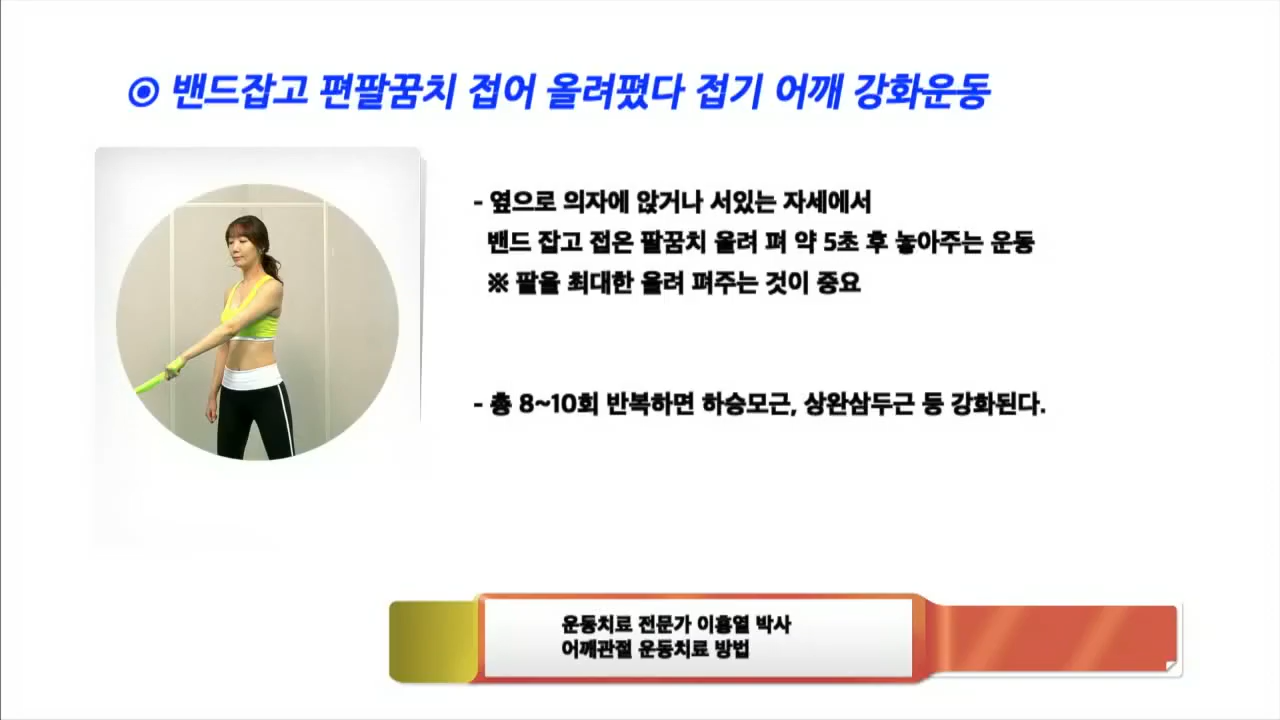 ◉ 밴드잡고 편팔꿈치 접어 올려폈다 접기 어깨 강화운동
- 옆으로 의자에 앉거나 서있는 자세에서
밴드 잡고 접은 팔꿈치 올려 펴 약 5초 후 놓아주는 운동
※ 팔을 최대한 올려 펴주는 것이 중요
- 총 8~10회 반복하면 하승모근, 상완삼두근 등 강화된다.
운동치료 전문가 이홍열 박사
어깨관절 운동치료 방법